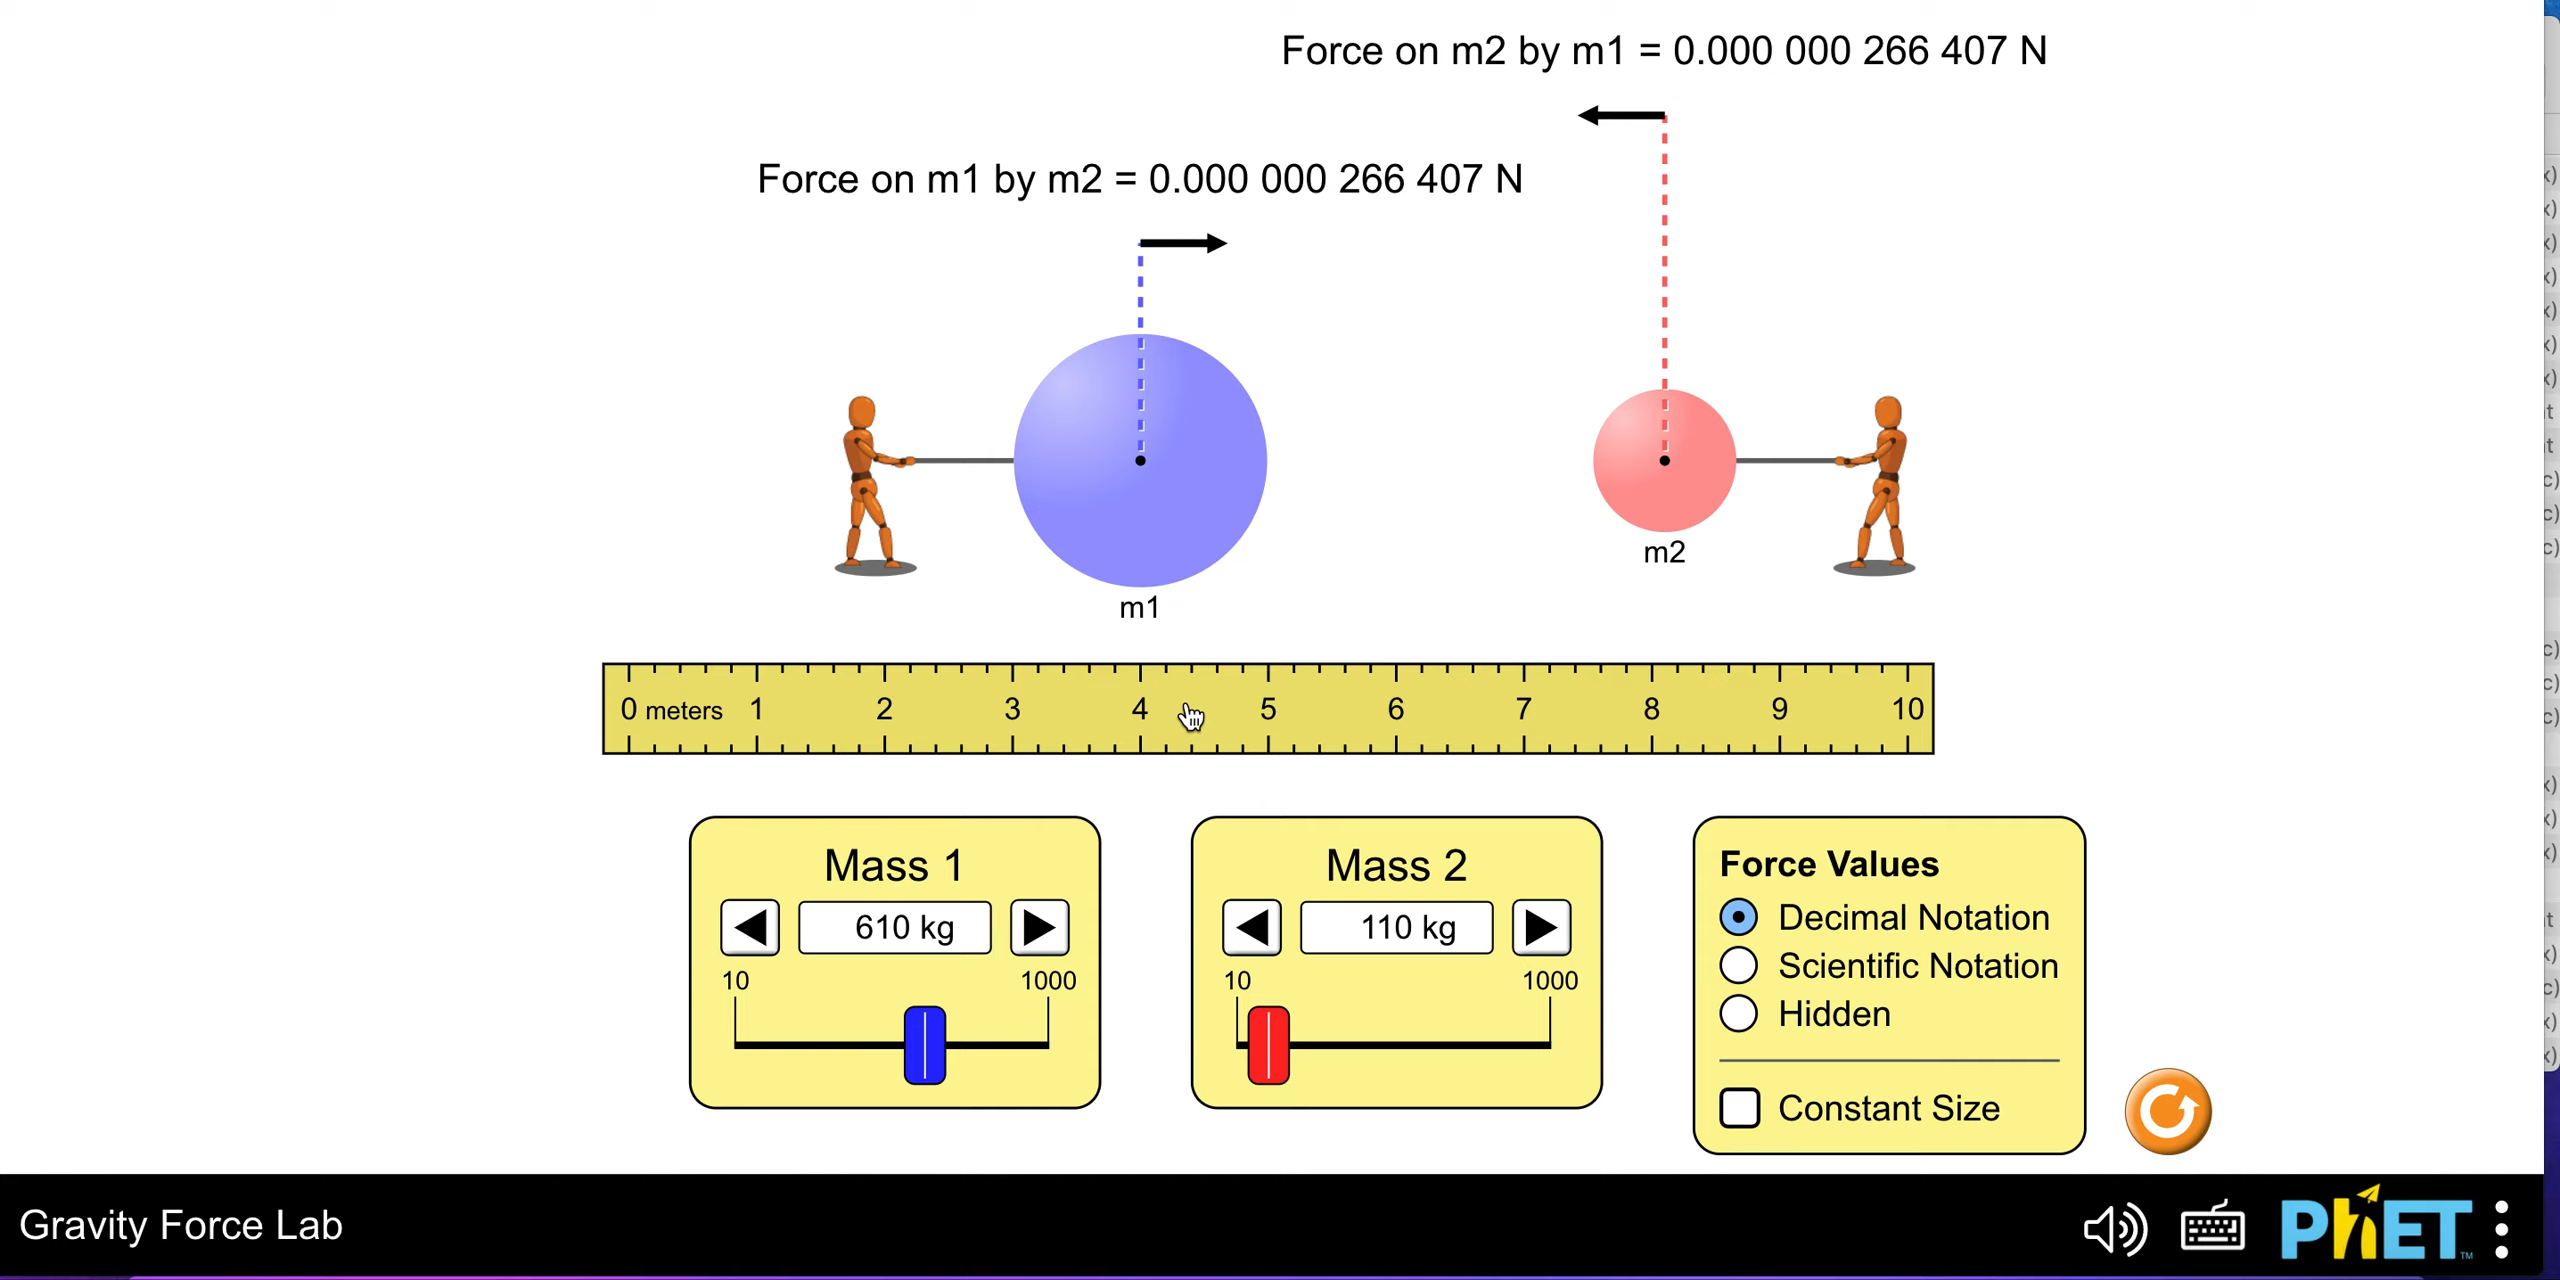 Force on m2 by m1 = 0.000 000 266 407 N
Force on m1 by m2 = 0.000 000 266 407 N
m2
m1
0 meters 1 2 3 4 5 6 7 8 9 10
Mass 1
610 kg
10 1000
Mass 2
110 kg
10 1000
Force Values
Decimal Notation
Scientific Notation
Hidden
Constant Size
Gravity Force Lab
PhET™